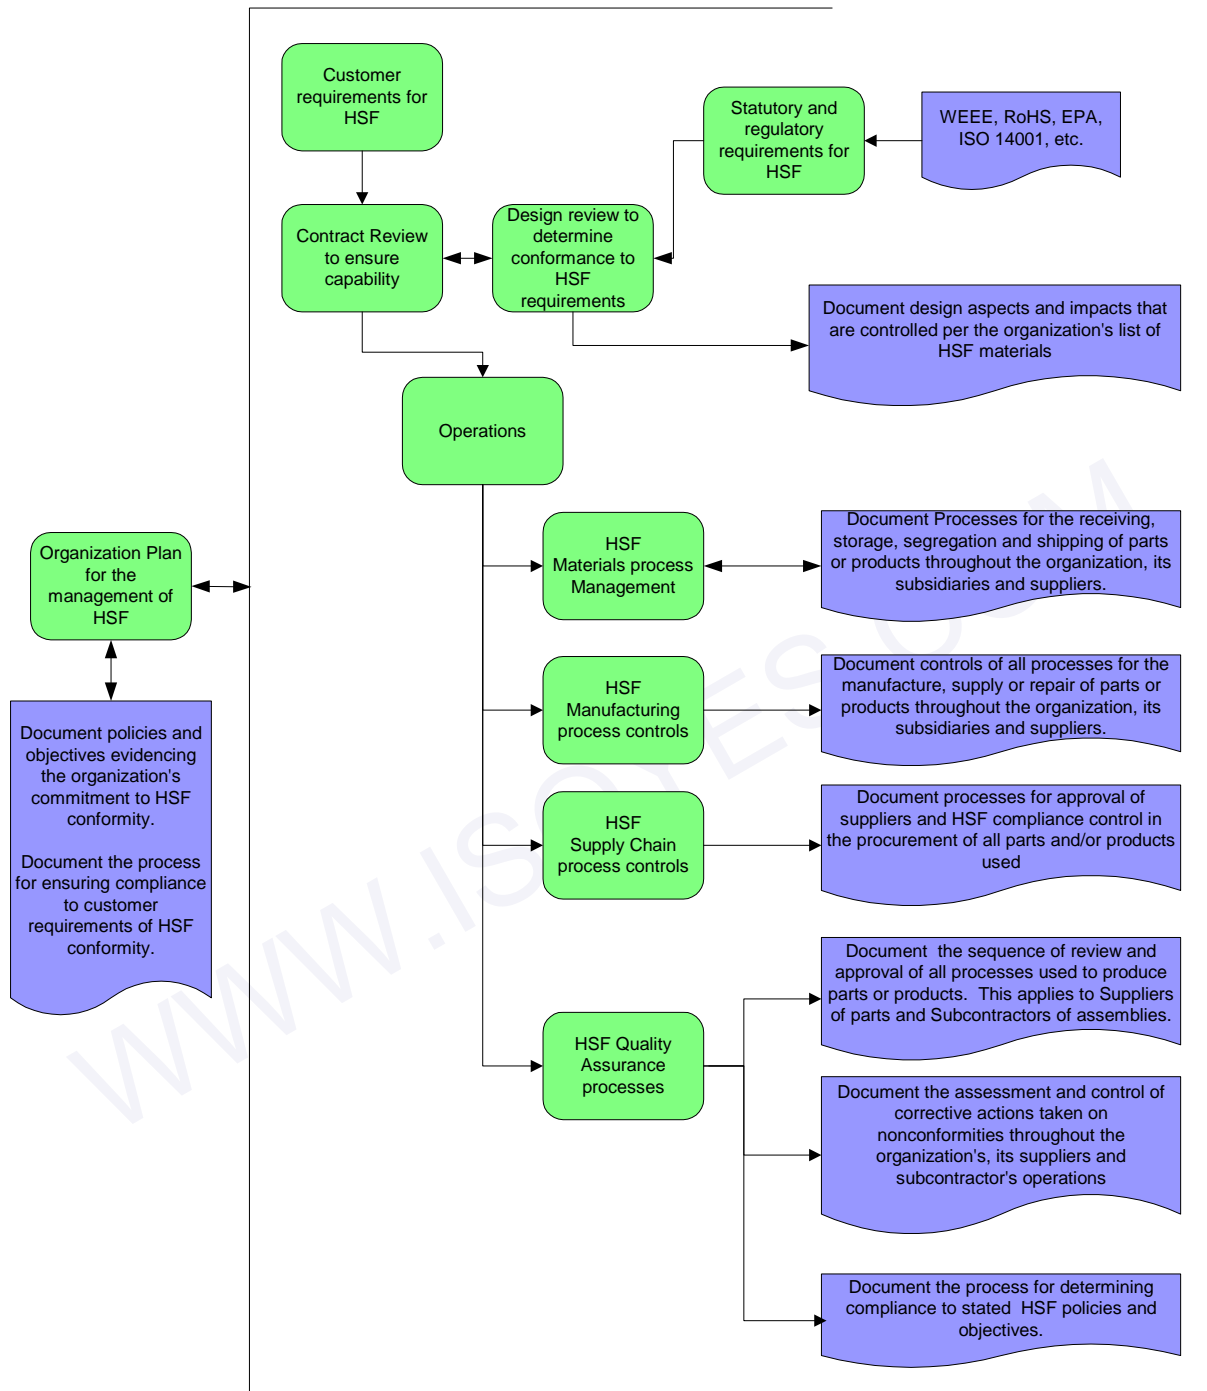 Customer
requirements for
HSF
Statutory and
regulatory
requirements for
HSF
WEEE, RoHS, EPA,
ISO 14001, etc.
Contract Review
to ensure
capability
Design review to
determine
conformance to
HSF
requirements
Document design aspects and impacts that
are controlled per the organization's list of
HSF materials
Operations
Organization Plan
for the
management of
HSF
HSF
Materials process
Management
Document Processes for the receiving,
storage, segregation and shipping of parts
or products throughout the organization, its
subsidiaries and suppliers.
HSF
Manufacturing
process controls
Document controls of all processes for the
manufacture, supply or repair of parts or
products throughout the organization, its
subsidiaries and suppliers.
Document policies and
objectives evidencing
the organization's
commitment to HSF
conformity.
Document the process
for ensuring compliance
to customer
requirements of HSF
conformity.
HSF
Supply Chain
process controls
Document processes for approval of
suppliers and HSF compliance control in
the procurement of all parts and/or products
used
HSF Quality
Assurance
processes
Document the sequence of review and
approval of all processes used to produce
parts or products. This applies to Suppliers
of parts and Subcontractors of assemblies.
Document the assessment and control of
corrective actions taken on
nonconformities throughout the
organization's, its suppliers and
subcontractor's operations
Document the process for determining
compliance to stated HSF policies and
objectives.
WWW.ISOYES.COM